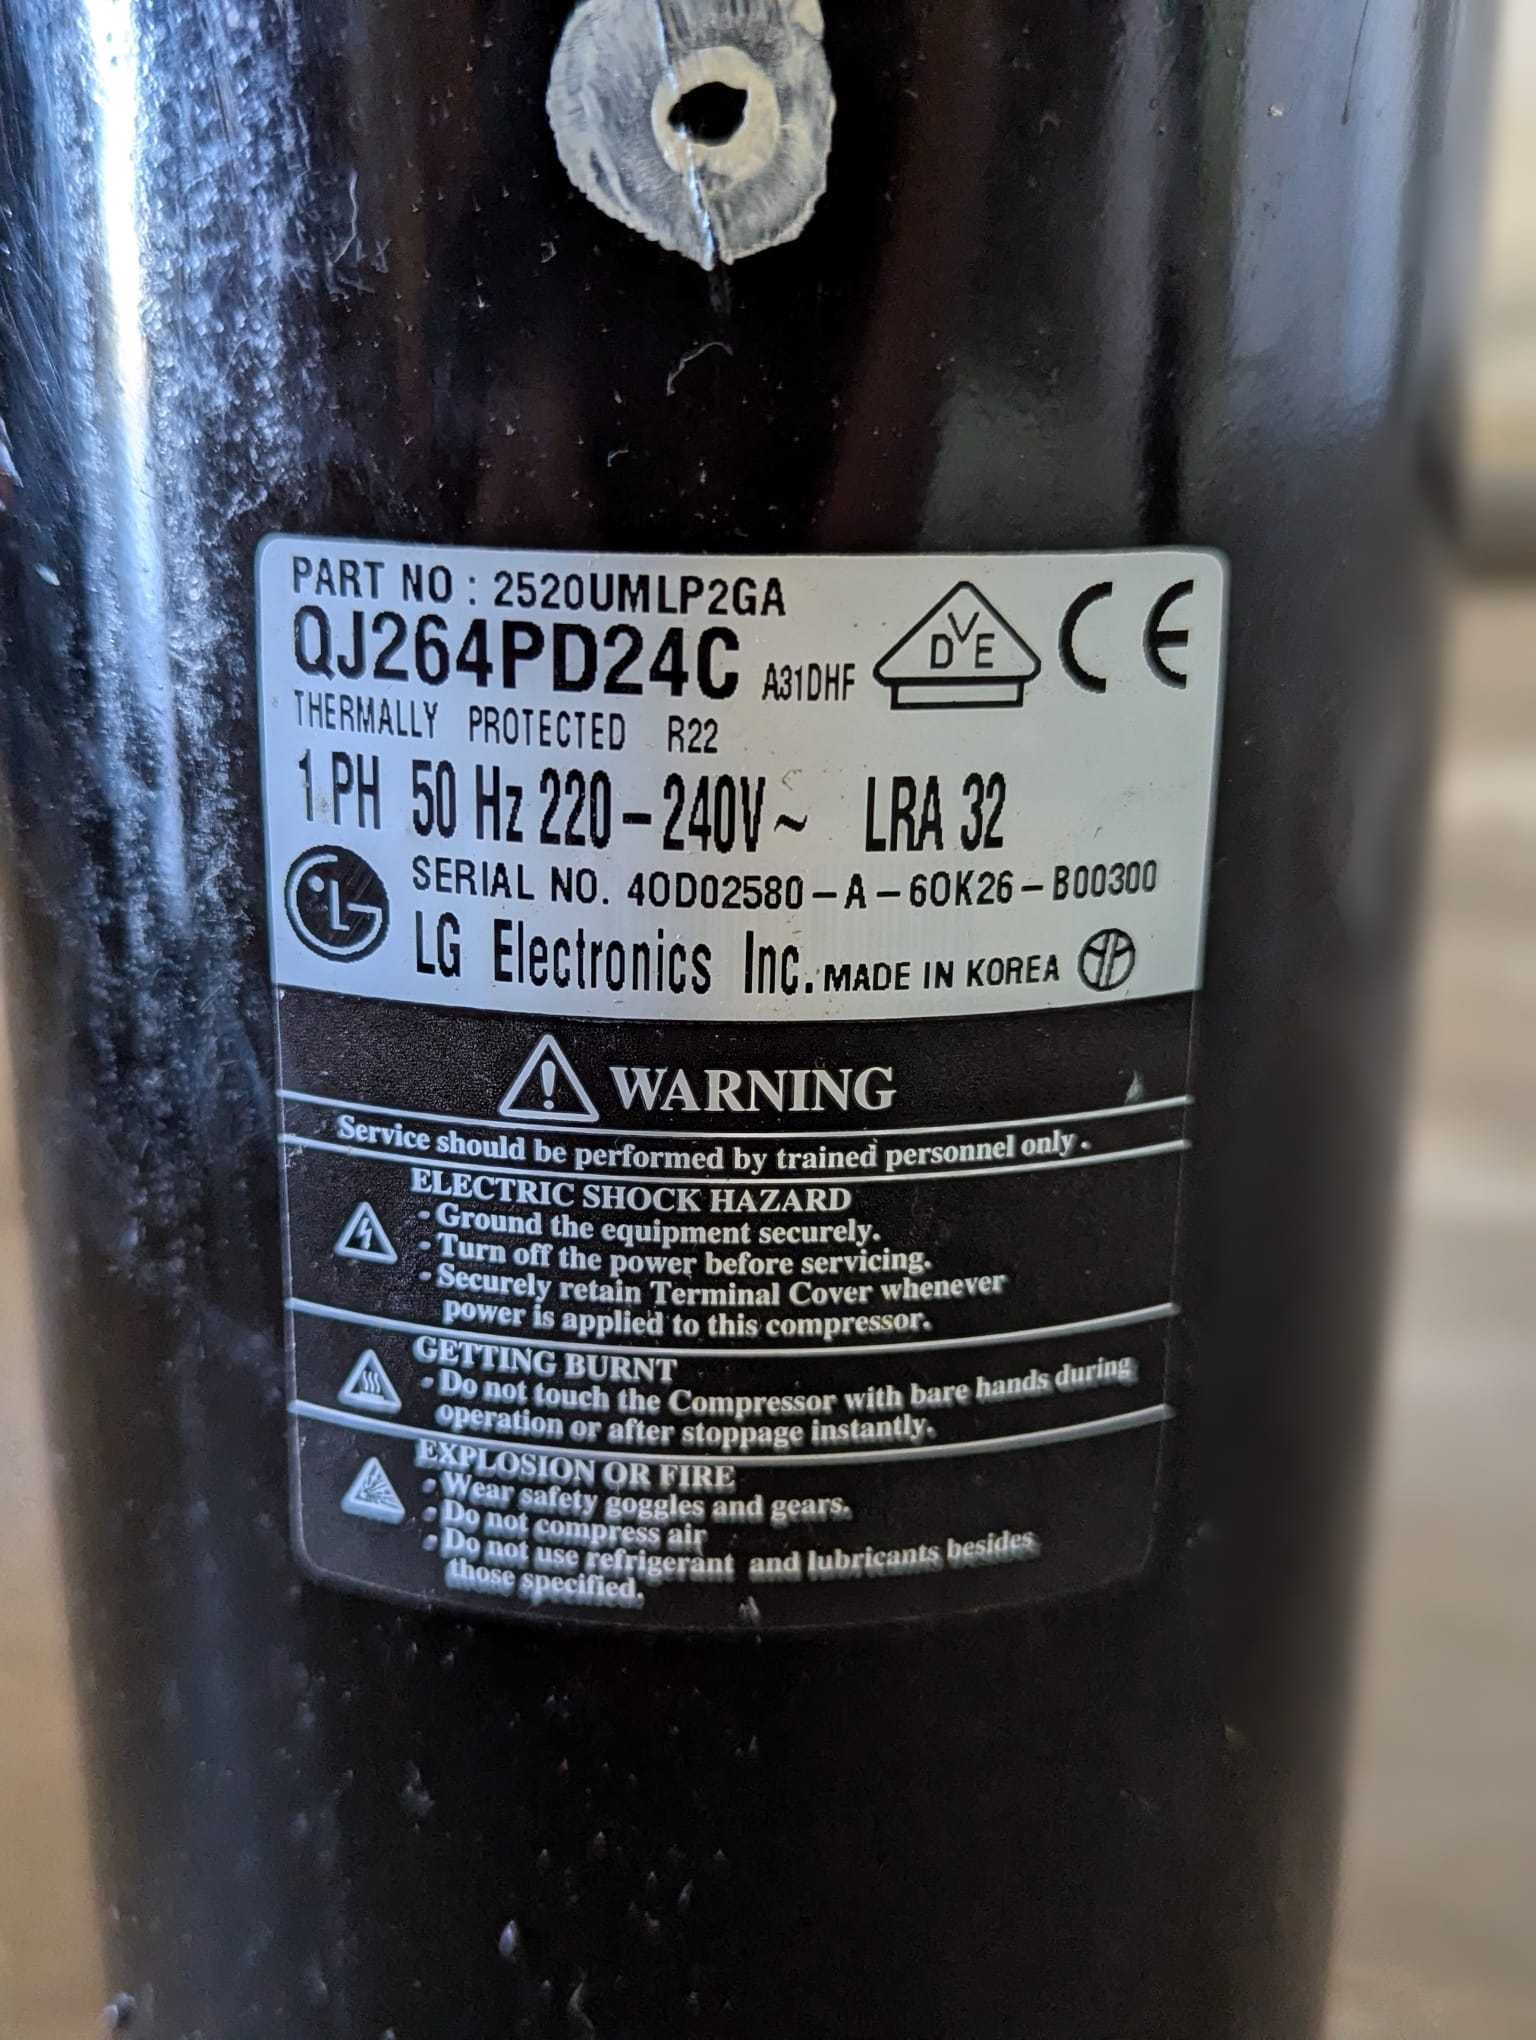 PART NO : 2520UMLP2GA
QJ264PD24C A31DHF
DVE
CE
THERMALLY PROTECTED R22
1 PH 50 Hz 220-240V~ LRA 32
SERIAL NO. 40D02580-A-60K26-B00300
LG
LG Electronics Inc. MADE IN KOREA
WARNING
Service should be performed by trained personnel only.
ELECTRIC SHOCK HAZARD
- Ground the equipment securely.
- Turn off the power before servicing.
- Securely retain Terminal Cover whenever
power is applied to this compressor.
GETTING BURNT
- Do not touch the Compressor with bare hands during
operation or after stoppage instantly.
EXPLOSION OR FIRE
- Wear safety goggles and gears.
- Do not compress air
- Do not use refrigerant and lubricants besides
those specified.